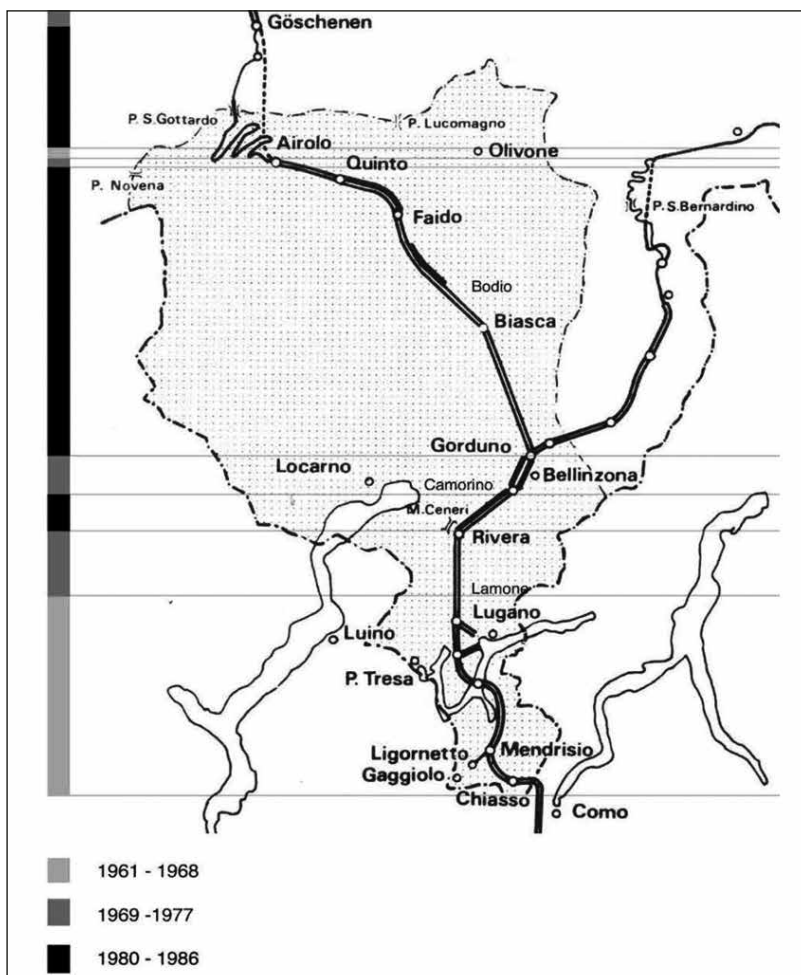 Göschenen
P. S.Gottardo
P. Lucomagno
Airolo
Olivone
Quinto
P. Novena
P. S. Bernardino
Faido
Bodio
Biasca
Gorduno
Locarno
Bellinzona
Camorino
M. Ceneri
Rivera
Lamone
Lugano
Luino
P. Tresa
Ligornetto
Mendrisio
Gaggiolo
Chiasso
Como
1961 - 1968
1969 -1977
1980 - 1986